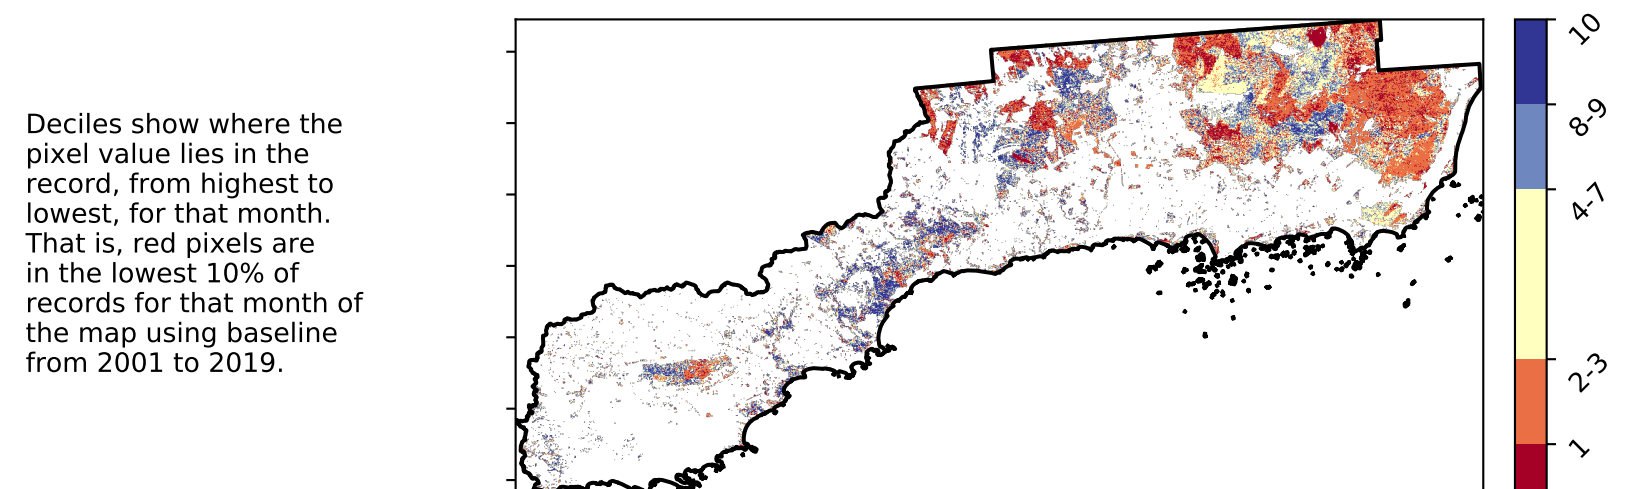 Deciles show where the
pixel value lies in the
record, from highest to
lowest, for that month.
That is, red pixels are
in the lowest 10% of
records for that month of
the map using baseline
from 2001 to 2019.
10
8-9
4-7
2-3
1